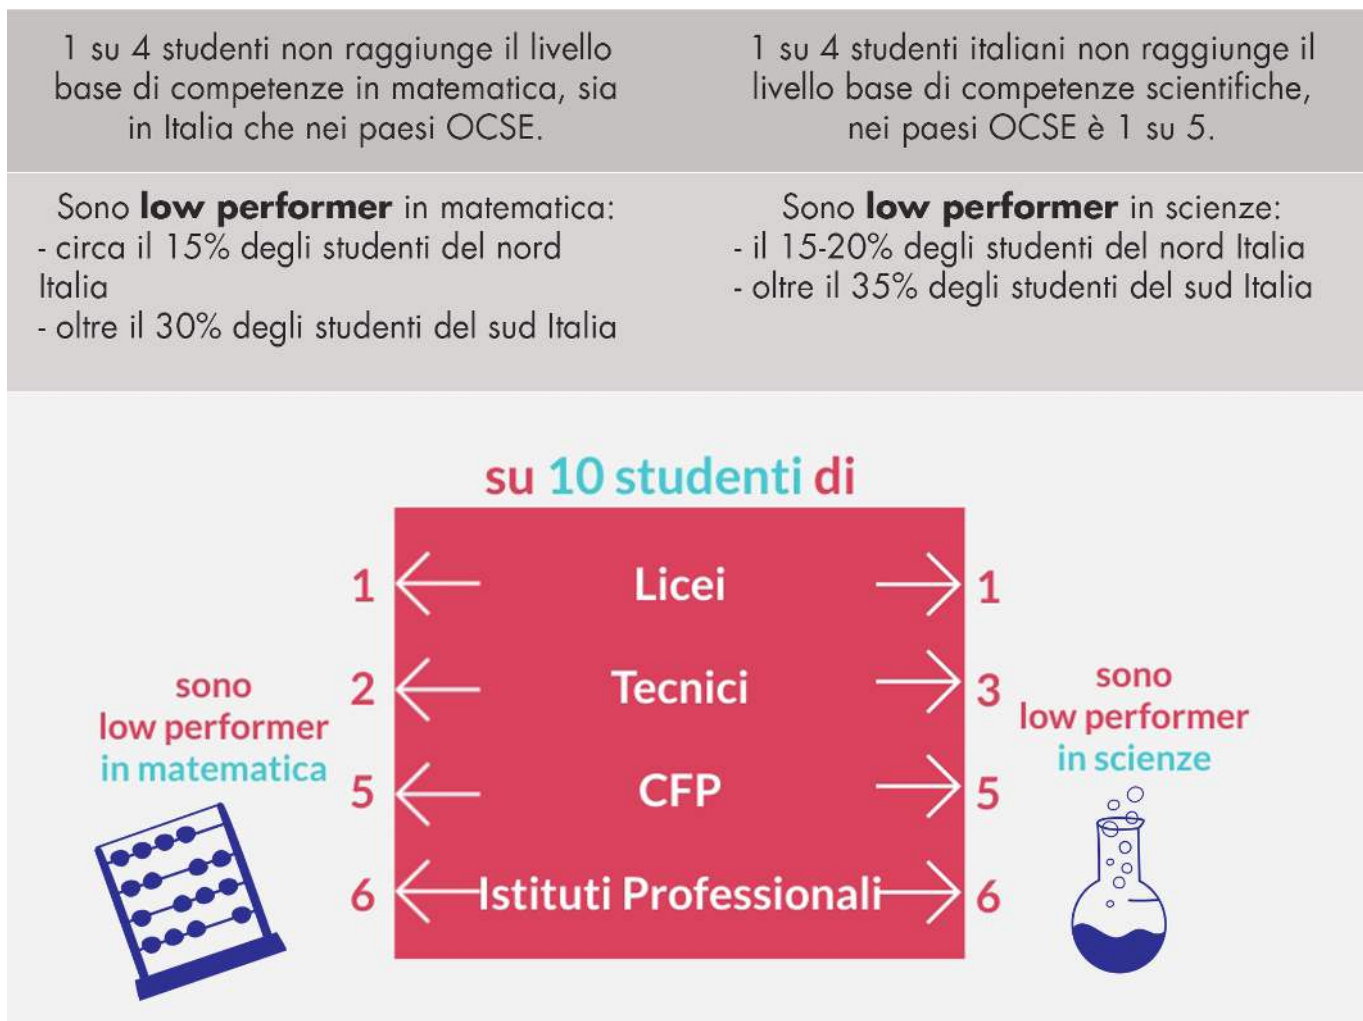 1 su 4 studenti non raggiunge il livello
base di competenze in matematica, sia
in Italia che nei paesi OCSE.
1 su 4 studenti italiani non raggiunge il
livello base di competenze scientifiche,
nei paesi OCSE è 1 su 5.
Sono low performer in matematica:
- circa il 15% degli studenti del nord
Italia
- oltre il 30% degli studenti del sud Italia
Sono low performer in scienze:
- il 15-20% degli studenti del nord Italia
- oltre il 35% degli studenti del sud Italia
su 10 studenti di
1 Licei 1
2 Tecnici 3
5 CFP 5
6 Istituti Professionali 6
sono
low performer
in matematica
sono
low performer
in scienze